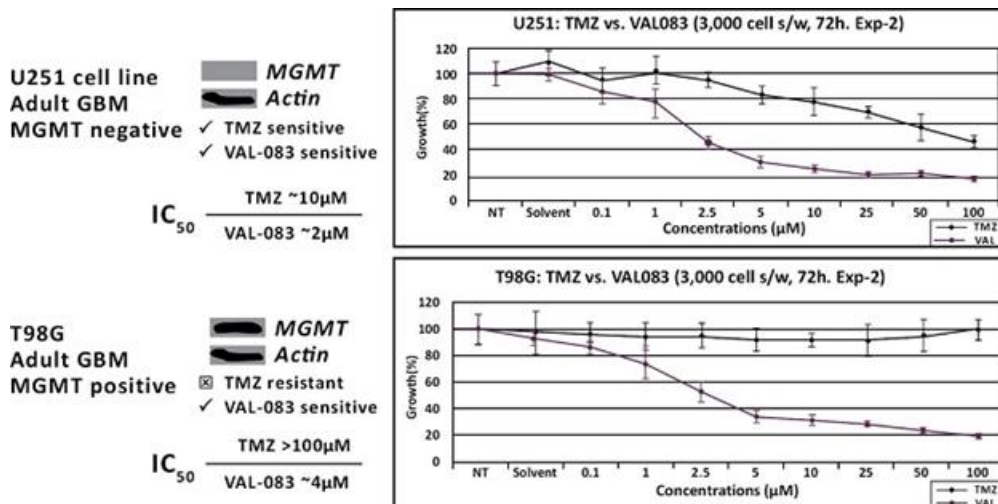 U251 cell line
Adult GBM
MGMT negative
MGMT
Actin
✓ TMZ sensitive
✓ VAL-083 sensitive
IC50
TMZ ~10µM
VAL-083 ~2µM
U251: TMZ vs. VAL083 (3,000 cell s/w, 72h. Exp-2)
Growth(%)
120
100
80
60
40
20
0
NT Solvent 0.1 1 2.5 5 10 25 50 100
Concentrations (µM)
TMZ
VAL
T98G
Adult GBM
MGMT positive
MGMT
Actin
☒ TMZ resistant
✓ VAL-083 sensitive
IC50
TMZ >100µM
VAL-083 ~4µM
T98G: TMZ vs. VAL083 (3,000 cell s/w, 72h. Exp-2)
Growth(%)
120
100
80
60
40
20
0
NT Solvent 0.1 1 2.5 5 10 25 50 100
Concentrations (µM)
TMZ
VAL